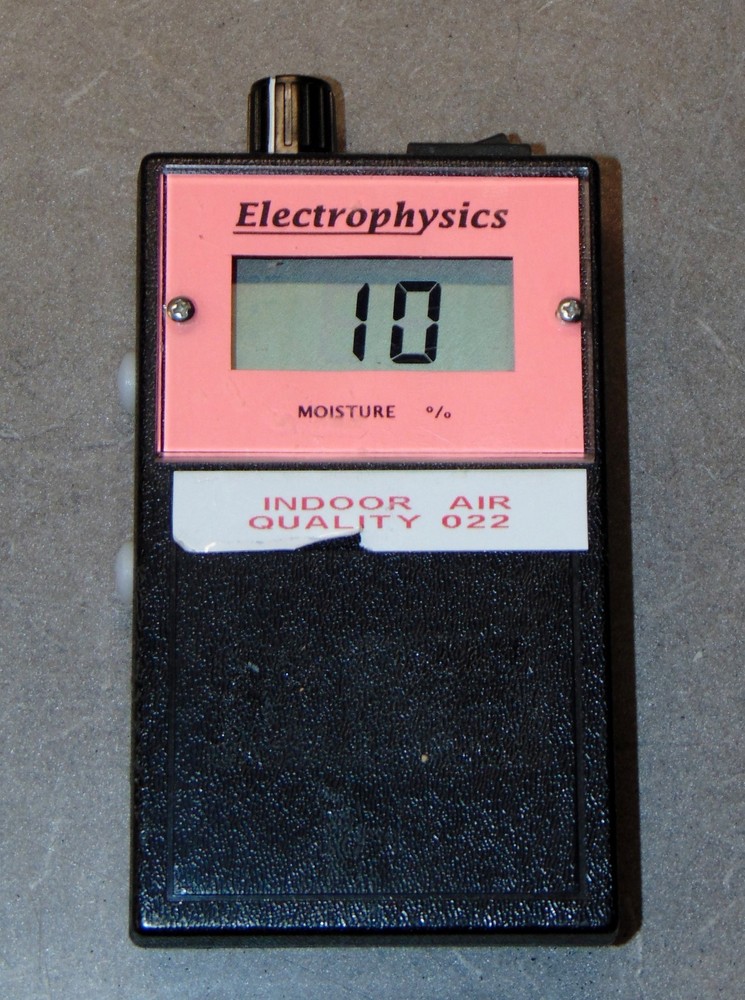 Electrophysics
10
MOISTURE %
INDOOR AIR
QUALITY 022